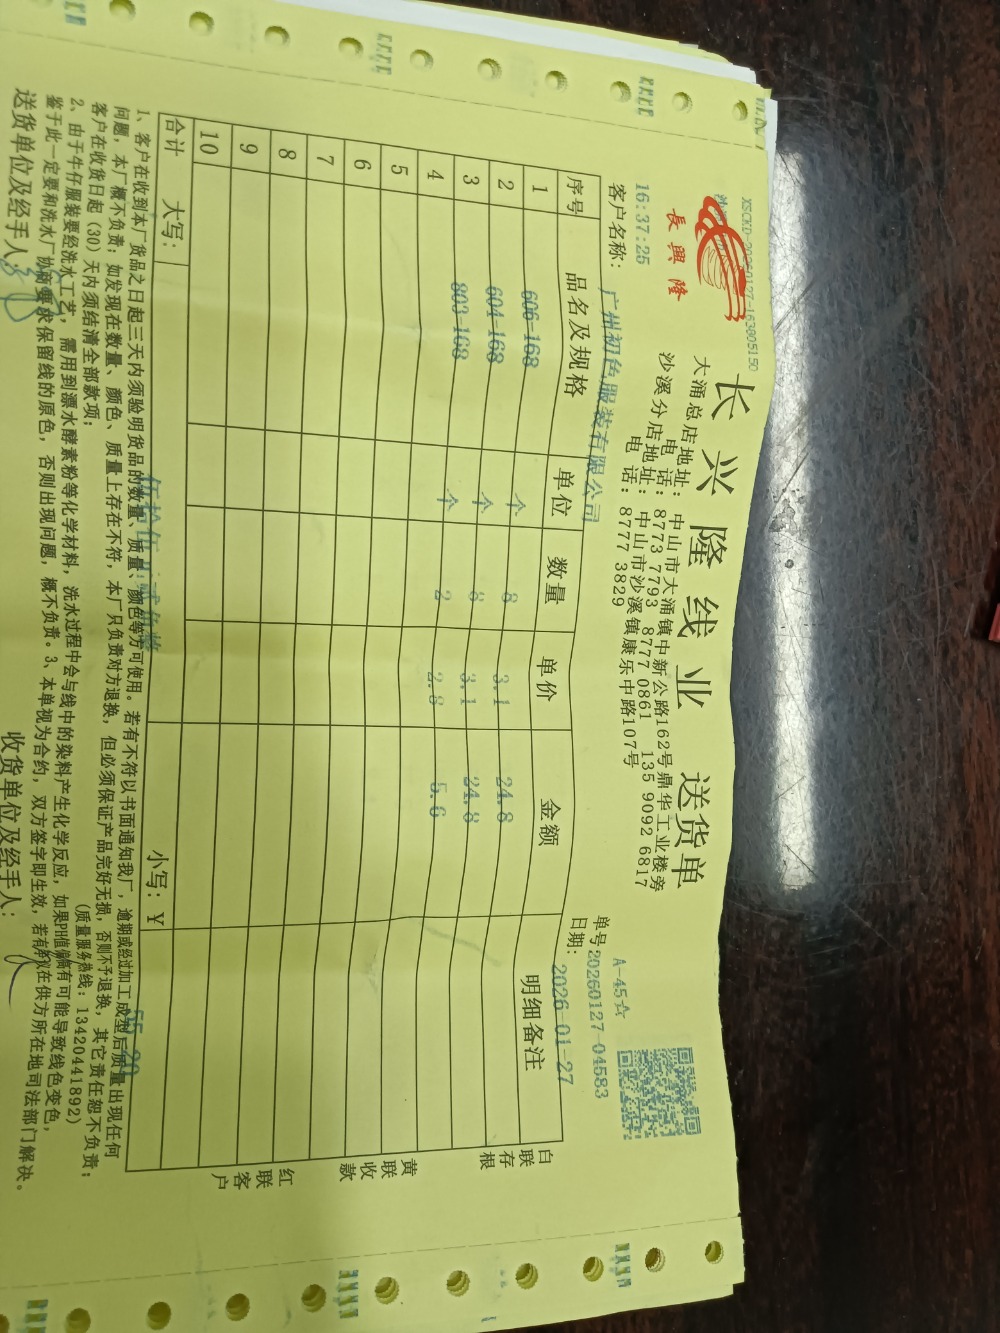 XSCKD-20260127-163805150
長興隆
长兴隆线业 送货单
大涌总店地址：中山市大涌镇中新公路162号鼎华工业楼旁
电 话：8773 7793 8777 0861 135 9092 6817
沙溪分店地址：中山市沙溪镇康乐中路107号
电 话：8777 3829
A-45☆
单号 20260127-04583
16:37:25
日期：2026-01-27
客户名称：广州初色服装有限公司
序号 品名及规格 单位 数量 单价 金额 明细备注
1 606-168 个 8 3.1 24.8
2 604-168 个 8 3.1 24.8
3 803-168 个 2 2.8 5.6
4
5
6
7
8
9
10
合计 大写： 小写：￥ 55.20
白联存根
黄联收款
红联客户
1、客户在收到本厂货品之日起三天内须验明货品的数量、质量、颜色等方可使用。若有不符以书面通知我厂，逾期或经过加工成型后质量出现任何
问题，本厂概不负责；如发现在数量、颜色、质量上存在不符，本厂只负责对方退换，但必须保证产品完好无损，否则不予退换，其它责任恕不负责；
客户在收货日起（30）天内须结清全部款项；
（质量服务热线：13420441892）
2、由于牛仔服装要经洗水工艺，需用到漂水酵素粉等化学材料，洗水过程中会与线中的染料产生化学反应，如果PH值偏高有可能导致线色变色，
鉴于此一定要和洗水厂协商要求保留线的原色，否则出现问题，概不负责。3、本单视为合约，双方签字即生效，若有争议在供方所在地司法部门解决。
送货单位及经手人：
收货单位及经手人：